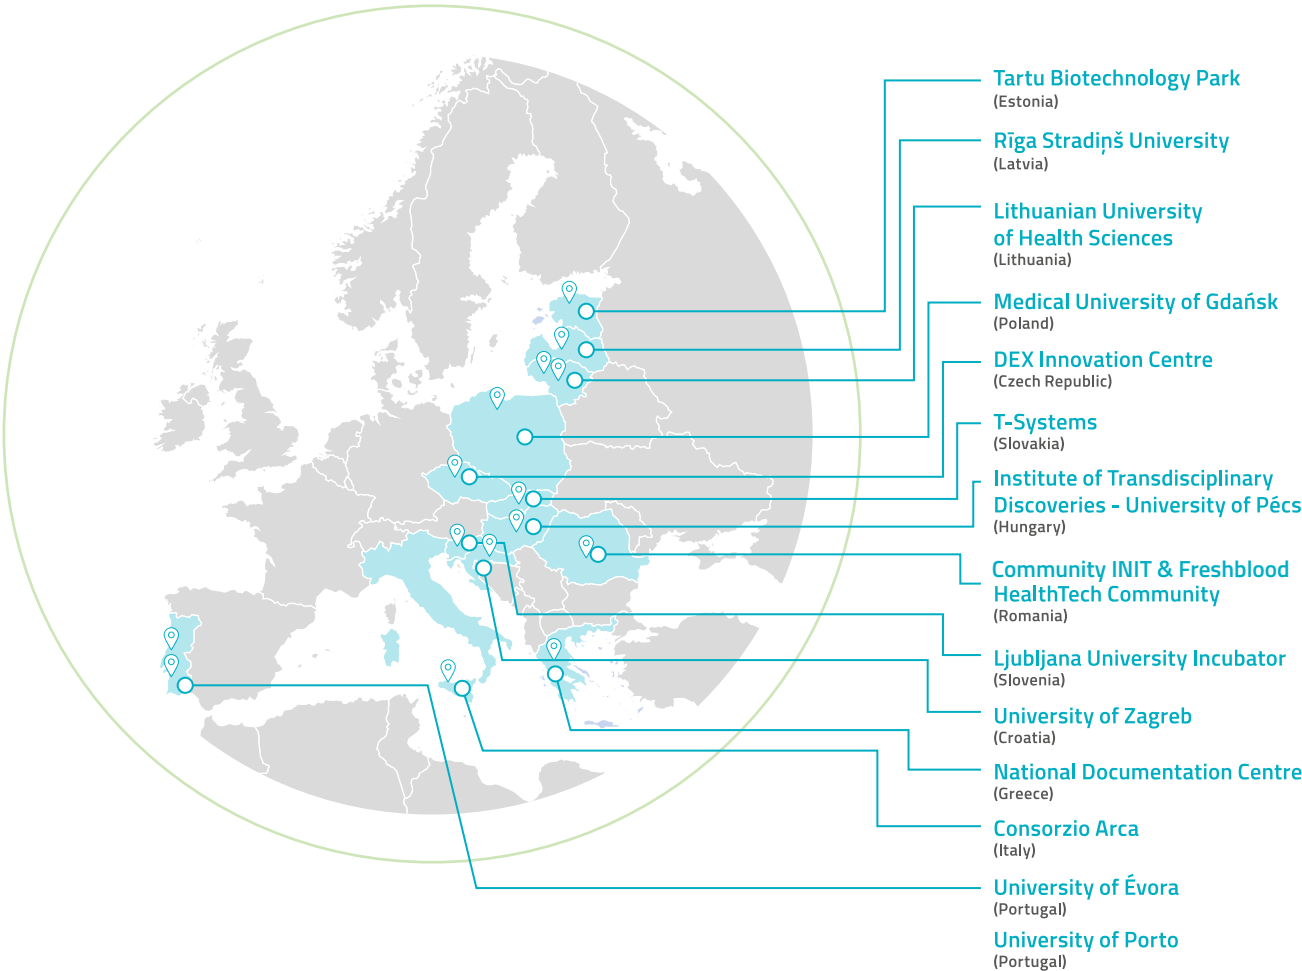 Tartu Biotechnology Park
(Estonia)
Rīga Stradiņš University
(Latvia)
Lithuanian University
of Health Sciences
(Lithuania)
Medical University of Gdańsk
(Poland)
DEX Innovation Centre
(Czech Republic)
T-Systems
(Slovakia)
Institute of Transdisciplinary
Discoveries - University of Pécs
(Hungary)
Community INIT & Freshblood
HealthTech Community
(Romania)
Ljubljana University Incubator
(Slovenia)
University of Zagreb
(Croatia)
National Documentation Centre
(Greece)
Consorzio Arca
(Italy)
University of Évora
(Portugal)
University of Porto
(Portugal)